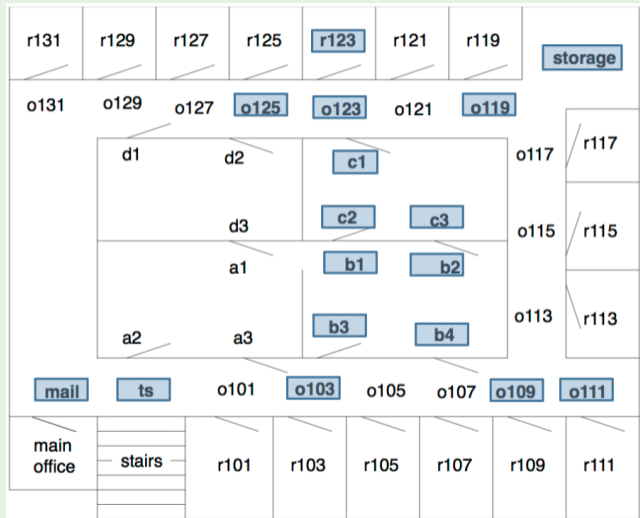 r131 r129 r127 r125 r123 r121 r119
storage
o131 o129 o127 o125 o123 o121 o119
r117
d1 d2 c1 o117
d3 c2 c3 o115 r115
a1 b1 b2
o113 r113
a2 a3 b3 b4
mail ts o101 o103 o105 o107 o109 o111
main
office
stairs r101 r103 r105 r107 r109 r111